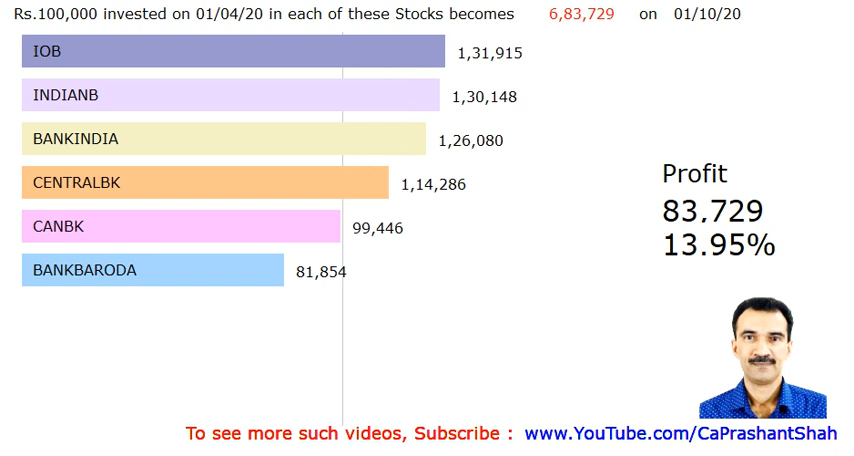 Rs.100,000 invested on 01/04/20 in each of these Stocks becomes 6,83,729 on 01/10/20
IOB 1,31,915
INDIANB 1,30,148
BANKINDIA 1,26,080
CENTRALBK 1,14,286
CANBK 99,446
BANKBARODA 81,854
Profit
83,729
13.95%
To see more such videos, Subscribe : www.YouTube.com/CaPrashantShah